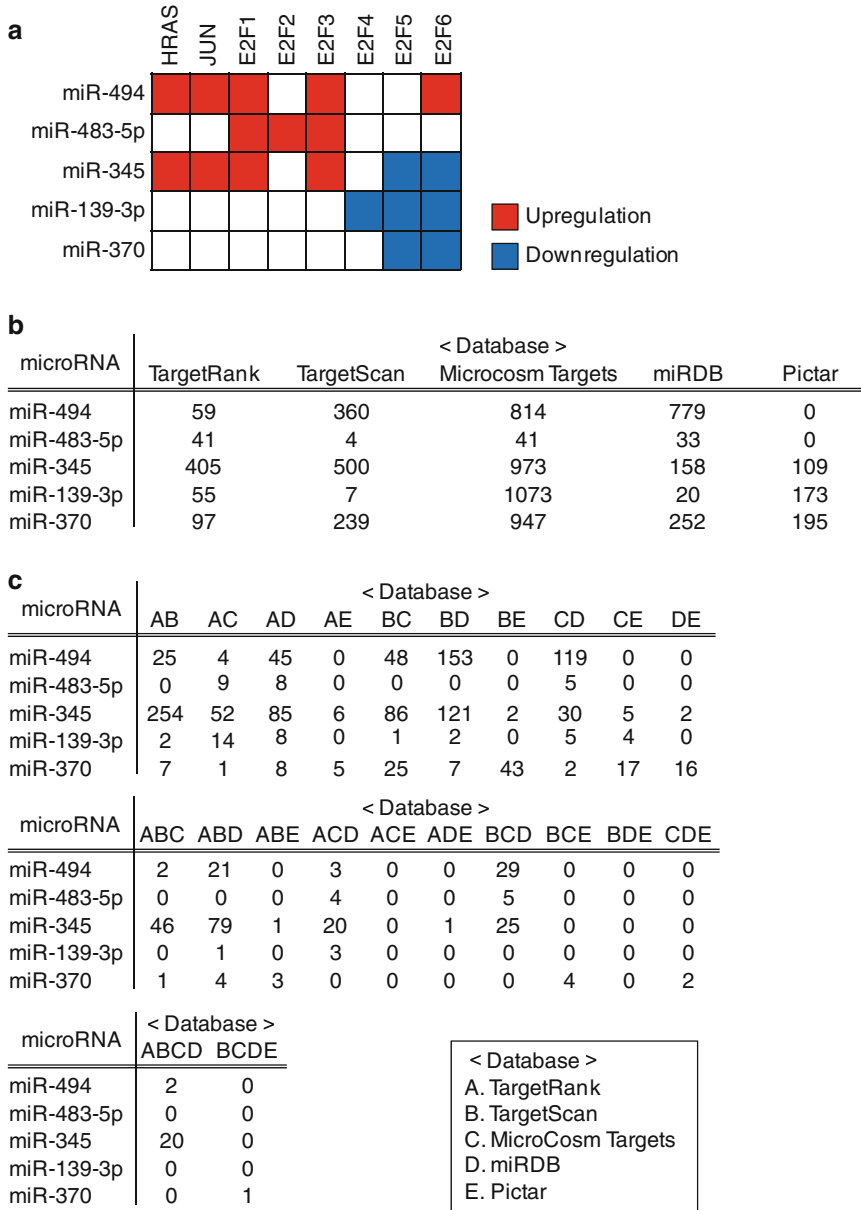 a
HRAS JUN E2F1 E2F2 E2F3 E2F4 E2F5 E2F6
miR-494
miR-483-5p
miR-345
miR-139-3p
miR-370
Upregulation
Downregulation
b
< Database >
microRNA TargetRank TargetScan Microcosm Targets miRDB Pictar
miR-494 59 360 814 779 0
miR-483-5p 41 4 41 33 0
miR-345 405 500 973 158 109
miR-139-3p 55 7 1073 20 173
miR-370 97 239 947 252 195
c
< Database >
microRNA AB AC AD AE BC BD BE CD CE DE
miR-494 25 4 45 0 48 153 0 119 0 0
miR-483-5p 0 9 8 0 0 0 0 5 0 0
miR-345 254 52 85 6 86 121 2 30 5 2
miR-139-3p 2 14 8 0 1 2 0 5 4 0
miR-370 7 1 8 5 25 7 43 2 17 16
< Database >
microRNA ABC ABD ABE ACD ACE ADE BCD BCE BDE CDE
miR-494 2 21 0 3 0 0 29 0 0 0
miR-483-5p 0 0 0 4 0 0 5 0 0 0
miR-345 46 79 1 20 0 1 25 0 0 0
miR-139-3p 0 1 0 3 0 0 0 0 0 0
miR-370 1 4 3 0 0 0 0 4 0 2
< Database >
microRNA ABCD BCDE
miR-494 2 0
miR-483-5p 0 0
miR-345 20 0
miR-139-3p 0 0
miR-370 0 1
< Database >
A. TargetRank
B. TargetScan
C. MicroCosm Targets
D. miRDB
E. Pictar